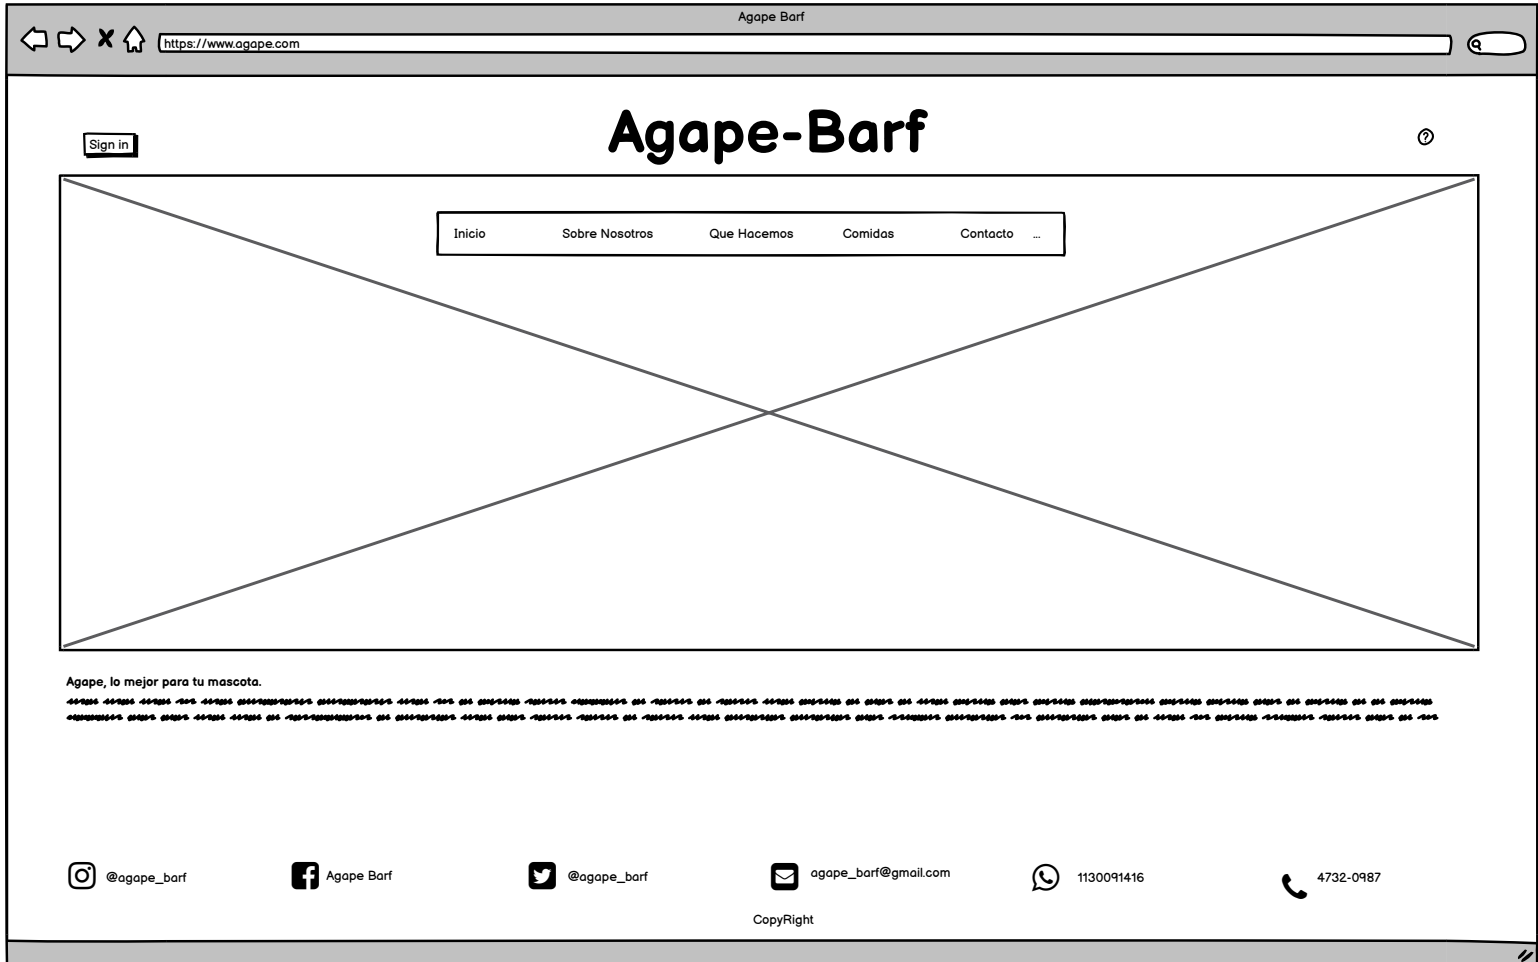 Agape Barf
https://www.agape.com
Agape-Barf
Sign in
Inicio Sobre Nosotros Que Hacemos Comidas Contacto ...
Agape, lo mejor para tu mascota.
@agape_barf Agape Barf @agape_barf agape_barf@gmail.com 1130091416 4732-0987
CopyRight